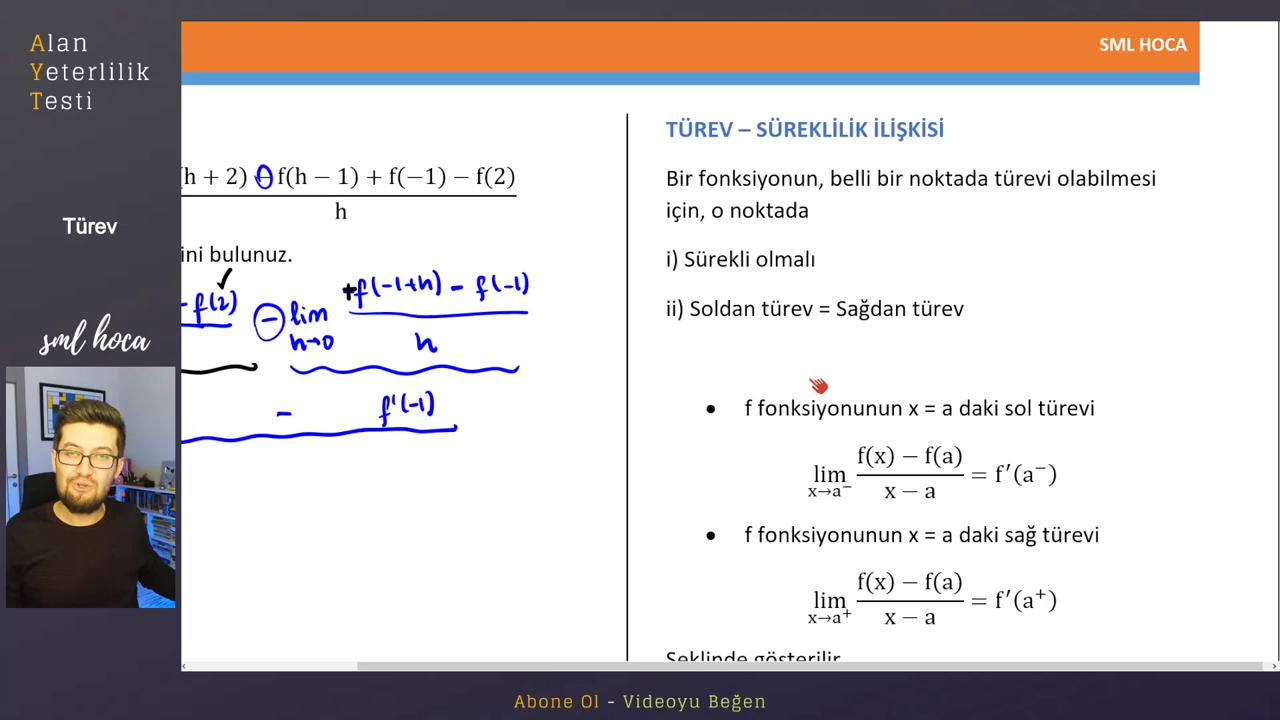 Alan
Yeterlilik
Testi
Türev
sml hoca
SML HOCA
(h + 2) − f(h − 1) + f(−1) − f(2)
h
ini bulunuz.
- f(2)
− lim h→0
+f(-1+h) - f(-1)
h
- f'(-1)
TÜREV – SÜREKLİLİK İLİŞKİSİ
Bir fonksiyonun, belli bir noktada türevi olabilmesi
için, o noktada
i) Sürekli olmalı
ii) Soldan türev = Sağdan türev
• f fonksiyonunun x = a daki sol türevi
lim x→a⁻ f(x) − f(a) / x − a = f′(a⁻)
• f fonksiyonunun x = a daki sağ türevi
lim x→a⁺ f(x) − f(a) / x − a = f′(a⁺)
Şeklinde gösterilir
Abone Ol - Videoyu Beğen